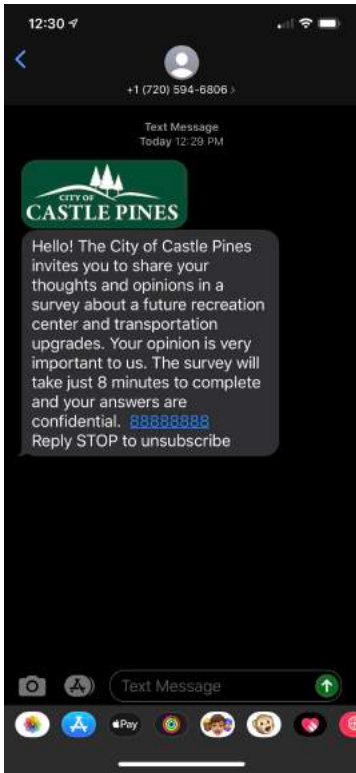 12:30
+1 (720) 594-6806 >
Text Message
Today 12:29 PM
CITY OF
CASTLE PINES
Hello! The City of Castle Pines
invites you to share your
thoughts and opinions in a
survey about a future recreation
center and transportation
upgrades. Your opinion is very
important to us. The survey will
take just 8 minutes to complete
and your answers are
confidential. 88888888
Reply STOP to unsubscribe
Text Message
Pay